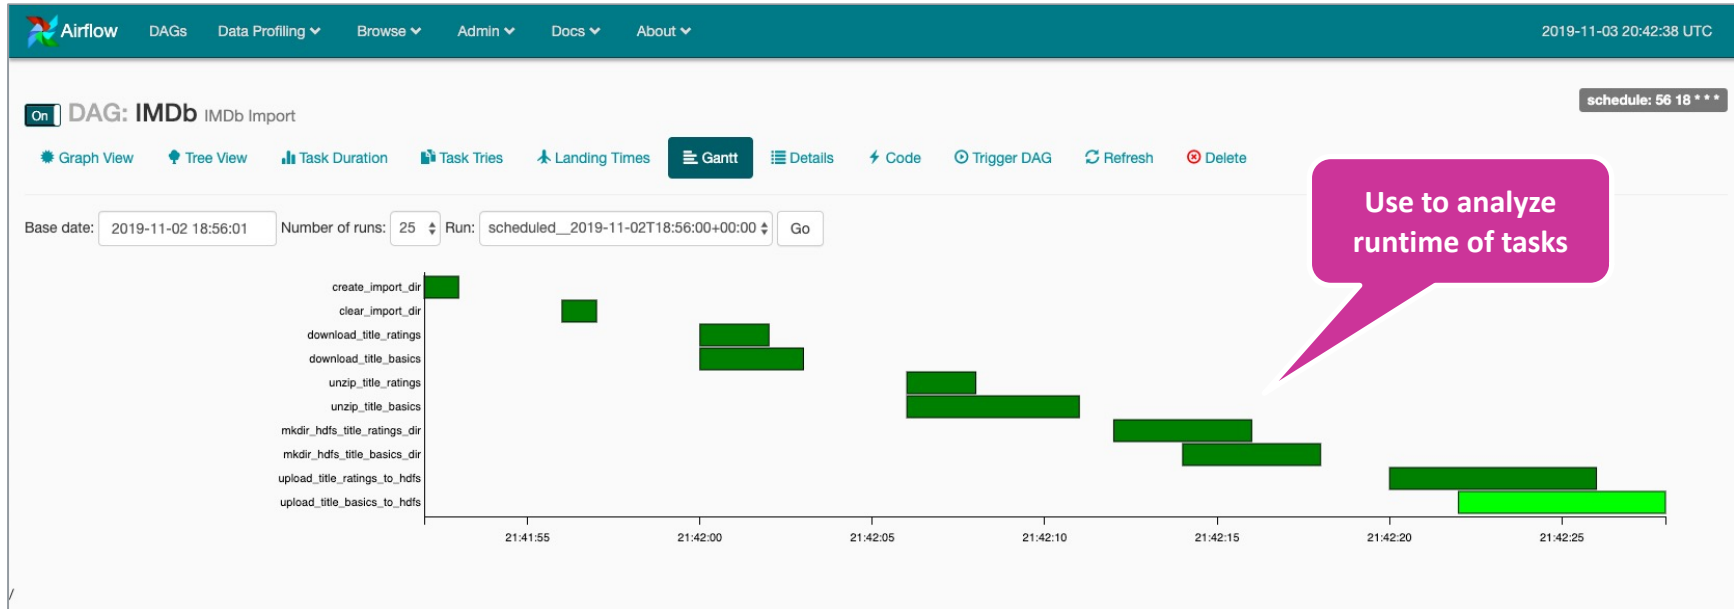 Airflow DAGs Data Profiling Browse Admin Docs About 2019-11-03 20:42:38 UTC
schedule: 56 18 * * *
On DAG: IMDb IMDb Import
Graph View Tree View Task Duration Task Tries Landing Times Gantt Details Code Trigger DAG Refresh Delete
Use to analyze
runtime of tasks
Base date: 2019-11-02 18:56:01 Number of runs: 25 Run: scheduled__2019-11-02T18:56:00+00:00 Go
create_import_dir
clear_import_dir
download_title_ratings
download_title_basics
unzip_title_ratings
unzip_title_basics
mkdir_hdfs_title_ratings_dir
mkdir_hdfs_title_basics_dir
upload_title_ratings_to_hdfs
upload_title_basics_to_hdfs
21:41:55 21:42:00 21:42:05 21:42:10 21:42:15 21:42:20 21:42:25
/